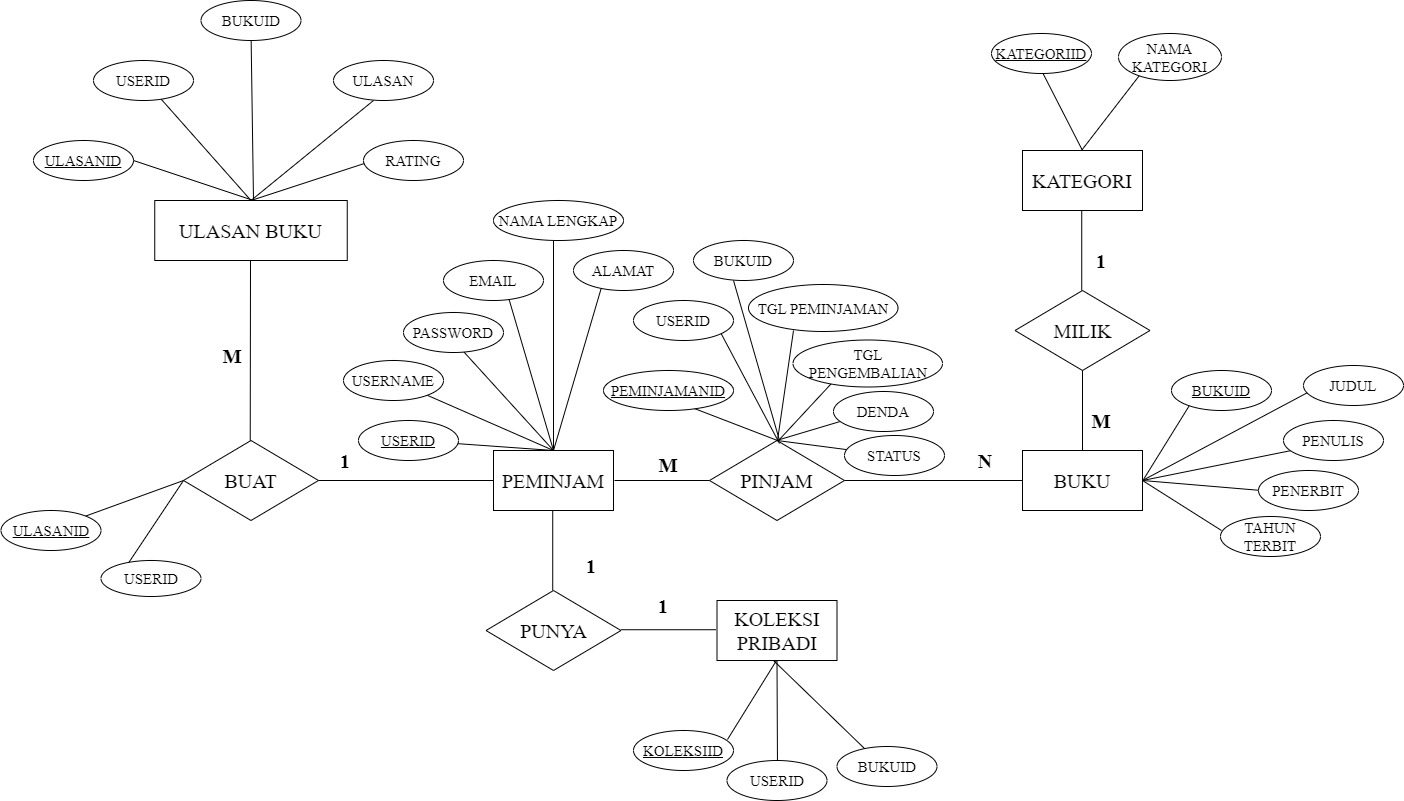 BUKUID
USERID
ULASAN
ULASANID
RATING
ULASAN BUKU
M
BUAT
ULASANID
USERID
1
NAMA LENGKAP
EMAIL
ALAMAT
PASSWORD
USERNAME
USERID
PEMINJAM
M
BUKUID
USERID
TGL PEMINJAMAN
TGL
PENGEMBALIAN
PEMINJAMANID
DENDA
STATUS
PINJAM
N
KATEGORIID
NAMA
KATEGORI
KATEGORI
1
MILIK
M
BUKUID
JUDUL
PENULIS
PENERBIT
TAHUN
TERBIT
BUKU
1
PUNYA
1
KOLEKSI
PRIBADI
KOLEKSIID
USERID
BUKUID